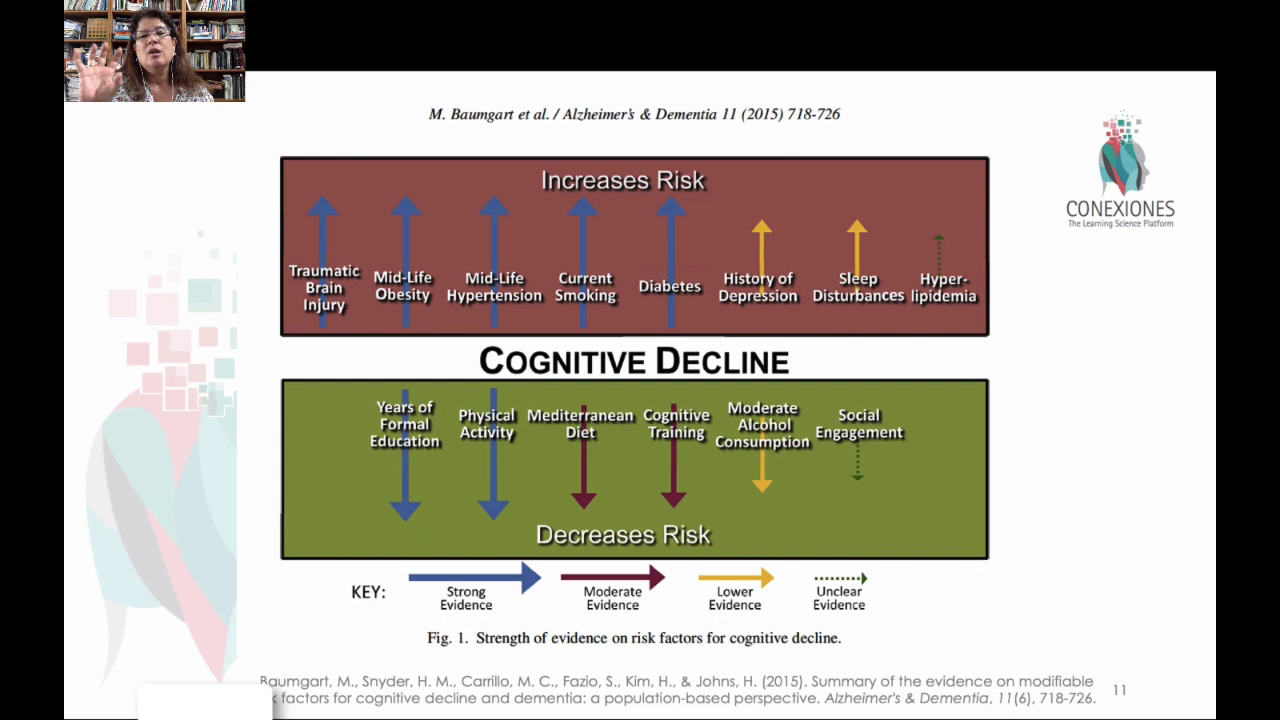 M. Baumgart et al. / Alzheimer's & Dementia 11 (2015) 718-726
CONEXIONES
The Learning Science Platform
Increases Risk
Traumatic
Brain
Injury
Mid-Life
Obesity
Mid-Life
Hypertension
Current
Smoking
Diabetes
History of
Depression
Sleep
Disturbances
Hyper-
lipidemia
COGNITIVE DECLINE
Years of
Formal
Education
Physical
Activity
Mediterranean
Diet
Cognitive
Training
Moderate
Alcohol
Consumption
Social
Engagement
Decreases Risk
KEY:
Strong
Evidence
Moderate
Evidence
Lower
Evidence
Unclear
Evidence
Fig. 1. Strength of evidence on risk factors for cognitive decline.
Baumgart, M., Snyder, H. M., Carrillo, M. C., Fazio, S., Kim, H., & Johns, H. (2015). Summary of the evidence on modifiable
factors for cognitive decline and dementia: a population-based perspective. Alzheimer's & Dementia, 11(6), 718-726.
11